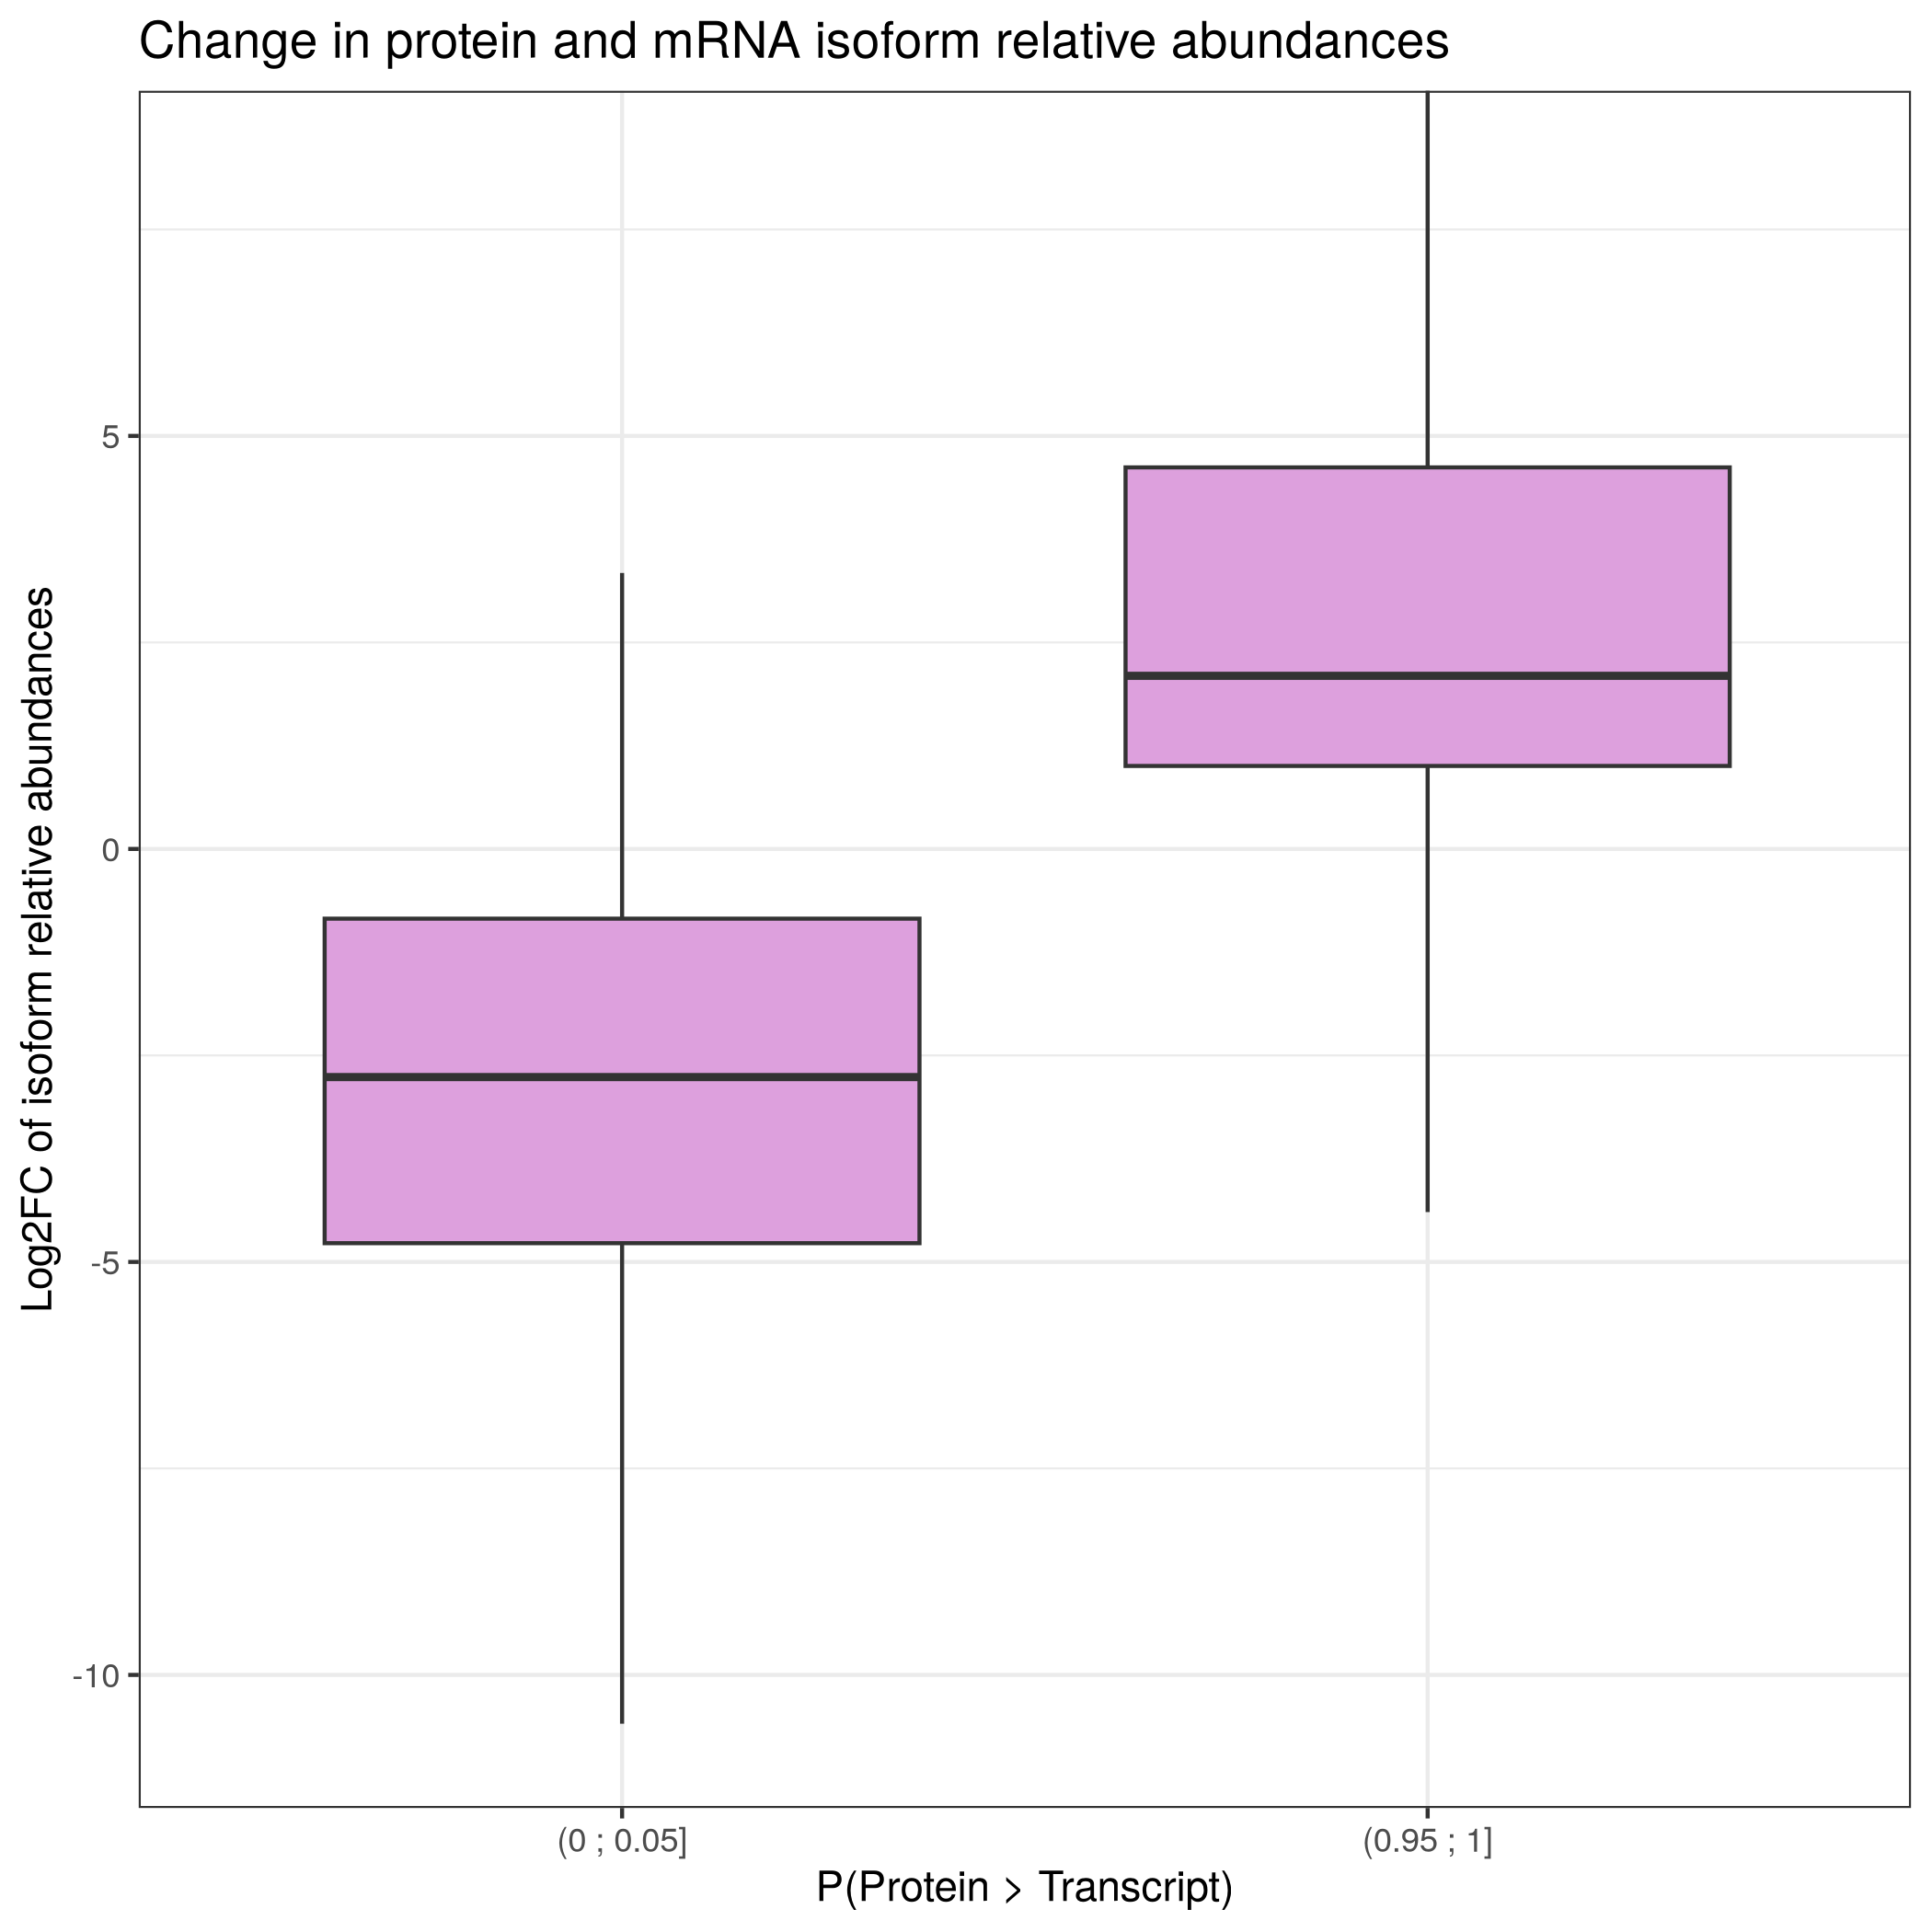 Change in protein and mRNA isoform relative abundances
Log2FC of isoform relative abundances
5
0
-5
-10
(0 ; 0.05]
(0.95 ; 1]
P(Protein > Transcript)